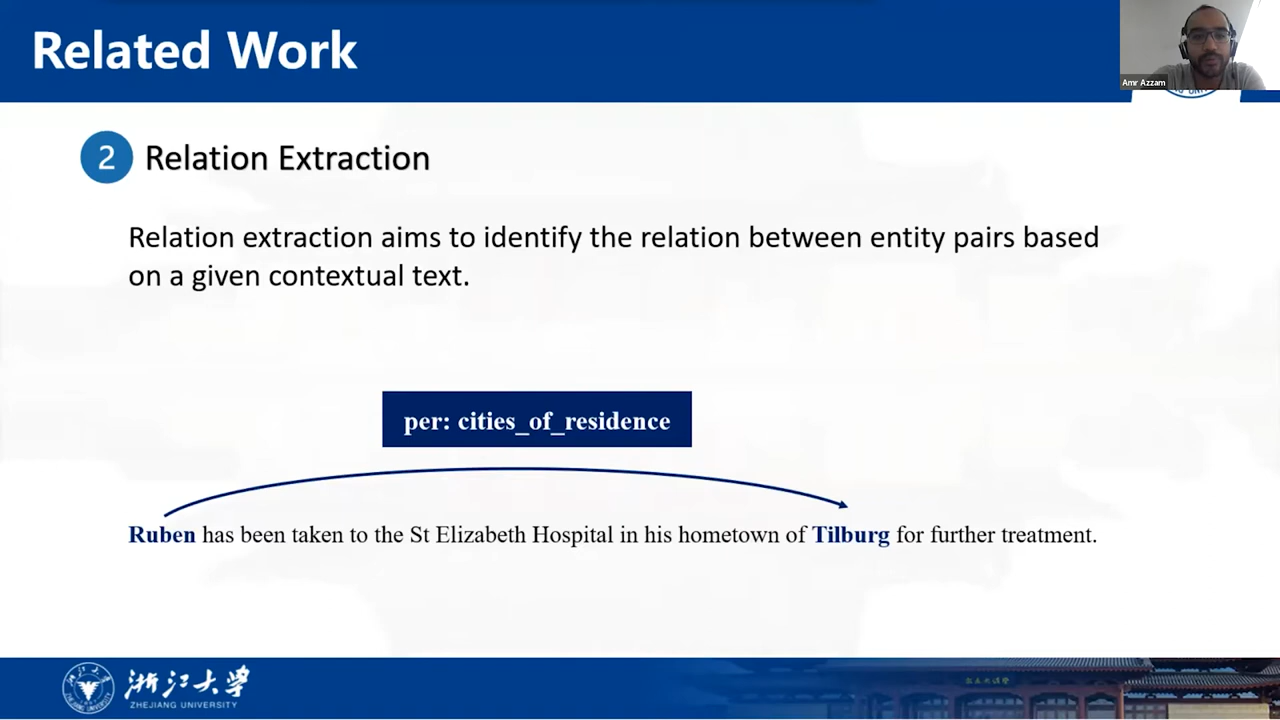 Related Work
Amr Azzam
2 Relation Extraction
Relation extraction aims to identify the relation between entity pairs based
on a given contextual text.
per: cities_of_residence
Ruben has been taken to the St Elizabeth Hospital in his hometown of Tilburg for further treatment.
浙江大学
ZHEJIANG UNIVERSITY